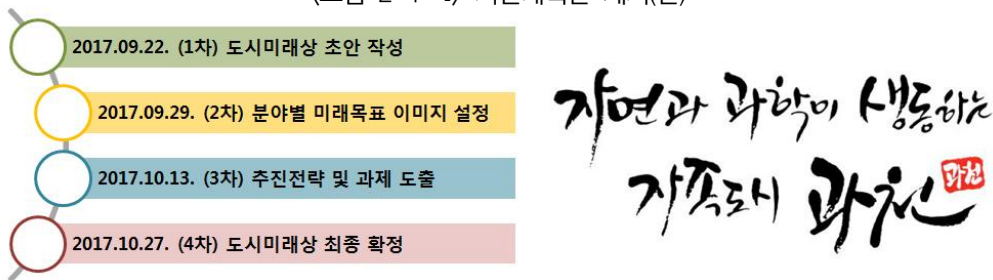 2017.09.22. (1차) 도시미래상 초안 작성
2017.09.29. (2차) 분야별 미래목표 이미지 설정
2017.10.13. (3차) 추진전략 및 과제 도출
2017.10.27. (4차) 도시미래상 최종 확정
자연과 과학이 생동하는
자족도시 과천
과천